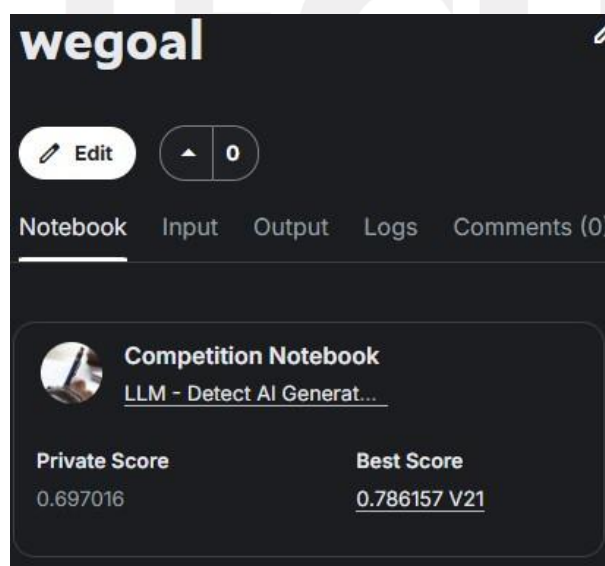 wegoal
Edit 0
Notebook Input Output Logs Comments (0)
Competition Notebook
LLM - Detect AI Generat...
Private Score Best Score
0.697016 0.786157 V21